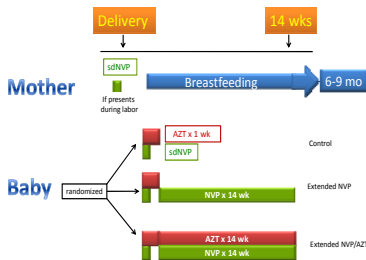 Delivery
14 wks
sdNVP
Mother
Breastfeeding
6-9 mo
If presents
during labor
AZT x 1 wk
Control
sdNVP
Baby
randomized
Extended NVP
NVP x 14 wk
AZT x 14 wk
Extended NVP/AZT
NVP x 14 wk